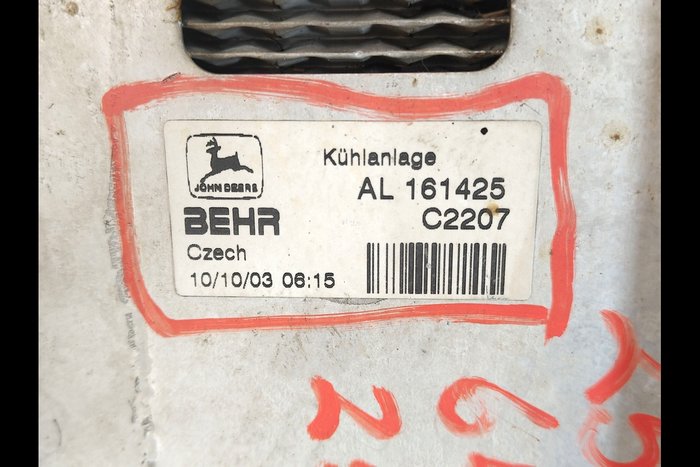 Kühlanlage
JOHN DEERE
AL 161425
BEHR
C2207
Czech
10/10/03 06:15